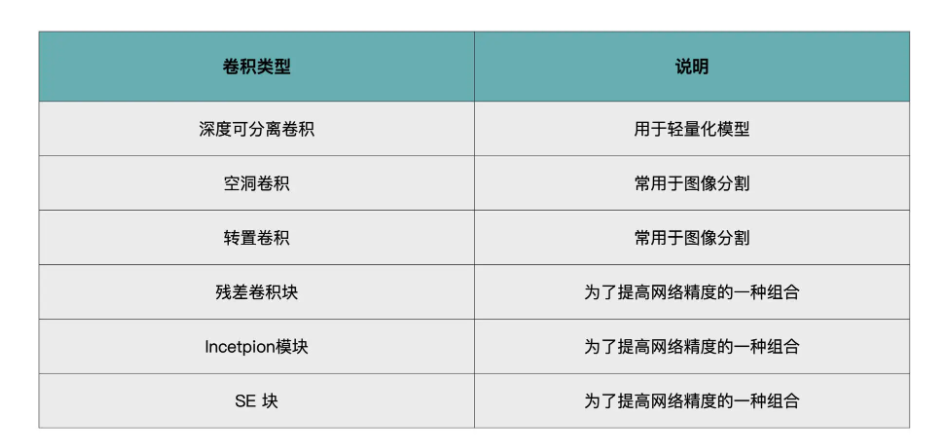 卷积类型 说明
深度可分离卷积 用于轻量化模型
空洞卷积 常用于图像分割
转置卷积 常用于图像分割
残差卷积块 为了提高网络精度的一种组合
Incetpion模块 为了提高网络精度的一种组合
SE 块 为了提高网络精度的一种组合